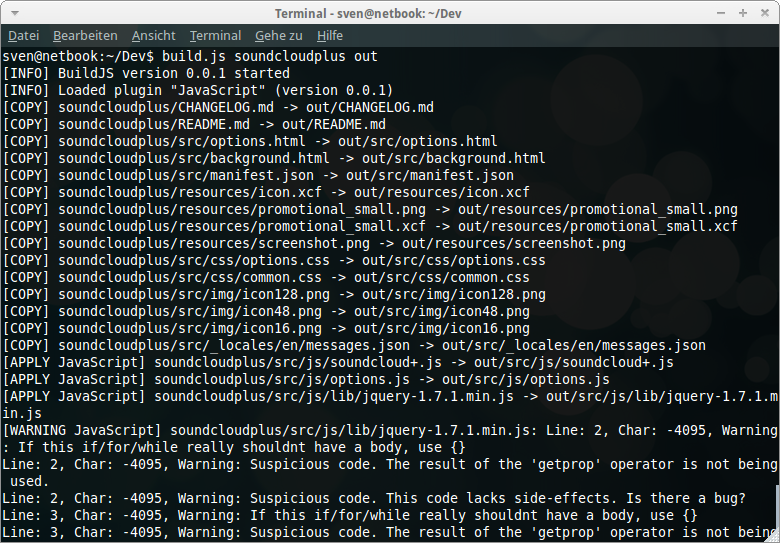 Terminal - sven@netbook: ~/Dev
Datei Bearbeiten Ansicht Terminal Gehe zu Hilfe
sven@netbook:~/Dev$ build.js soundcloudplus out
[INFO] BuildJS version 0.0.1 started
[INFO] Loaded plugin "JavaScript" (version 0.0.1)
[COPY] soundcloudplus/CHANGELOG.md -> out/CHANGELOG.md
[COPY] soundcloudplus/README.md -> out/README.md
[COPY] soundcloudplus/src/options.html -> out/src/options.html
[COPY] soundcloudplus/src/background.html -> out/src/background.html
[COPY] soundcloudplus/src/manifest.json -> out/src/manifest.json
[COPY] soundcloudplus/resources/icon.xcf -> out/resources/icon.xcf
[COPY] soundcloudplus/resources/promotional_small.png -> out/resources/promotional_small.png
[COPY] soundcloudplus/resources/promotional_small.xcf -> out/resources/promotional_small.xcf
[COPY] soundcloudplus/resources/screenshot.png -> out/resources/screenshot.png
[COPY] soundcloudplus/src/css/options.css -> out/src/css/options.css
[COPY] soundcloudplus/src/css/common.css -> out/src/css/common.css
[COPY] soundcloudplus/src/img/icon128.png -> out/src/img/icon128.png
[COPY] soundcloudplus/src/img/icon48.png -> out/src/img/icon48.png
[COPY] soundcloudplus/src/img/icon16.png -> out/src/img/icon16.png
[COPY] soundcloudplus/src/_locales/en/messages.json -> out/src/_locales/en/messages.json
[APPLY JavaScript] soundcloudplus/src/js/soundcloud+.js -> out/src/js/soundcloud+.js
[APPLY JavaScript] soundcloudplus/src/js/options.js -> out/src/js/options.js
[APPLY JavaScript] soundcloudplus/src/js/lib/jquery-1.7.1.min.js -> out/src/js/lib/jquery-1.7.1.m
in.js
[WARNING JavaScript] soundcloudplus/src/js/lib/jquery-1.7.1.min.js: Line: 2, Char: -4095, Warning
: If this if/for/while really shouldnt have a body, use {}
Line: 2, Char: -4095, Warning: Suspicious code. The result of the 'getprop' operator is not being
 used.
Line: 2, Char: -4095, Warning: Suspicious code. This code lacks side-effects. Is there a bug?
Line: 3, Char: -4095, Warning: If this if/for/while really shouldnt have a body, use {}
Line: 3, Char: -4095, Warning: Suspicious code. The result of the 'getprop' operator is not being